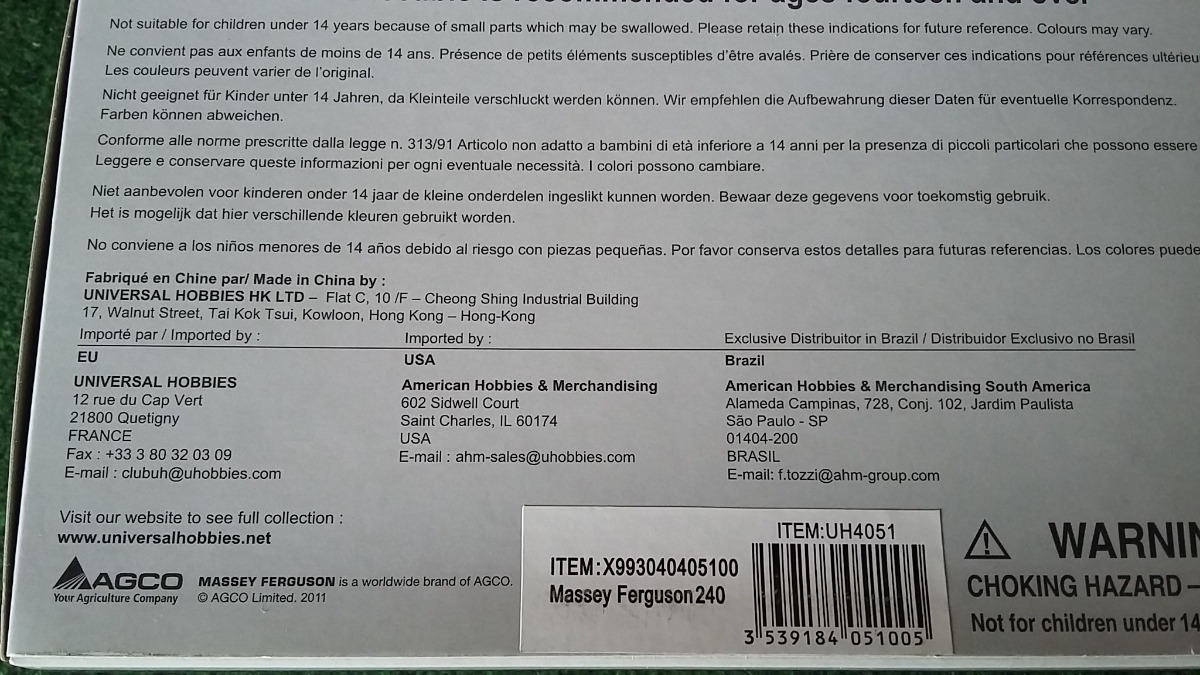 is recommended for ages fourteen and over
Not suitable for children under 14 years because of small parts which may be swallowed. Please retain these indications for future reference. Colours may vary.
Ne convient pas aux enfants de moins de 14 ans. Présence de petits éléments susceptibles d'être avalés. Prière de conserver ces indications pour références ultérieu
Les couleurs peuvent varier de l'original.
Nicht geeignet für Kinder unter 14 Jahren, da Kleinteile verschluckt werden können. Wir empfehlen die Aufbewahrung dieser Daten für eventuelle Korrespondenz.
Farben können abweichen.
Conforme alle norme prescritte dalla legge n. 313/91 Articolo non adatto a bambini di età inferiore a 14 anni per la presenza di piccoli particolari che possono essere
Leggere e conservare queste informazioni per ogni eventuale necessità. I colori possono cambiare.
Niet aanbevolen voor kinderen onder 14 jaar de kleine onderdelen ingeslikt kunnen worden. Bewaar deze gegevens voor toekomstig gebruik.
Het is mogelijk dat hier verschillende kleuren gebruikt worden.
No conviene a los niños menores de 14 años debido al riesgo con piezas pequeñas. Por favor conserva estos detalles para futuras referencias. Los colores puede
Fabriqué en Chine par/ Made in China by :
UNIVERSAL HOBBIES HK LTD – Flat C, 10 /F – Cheong Shing Industrial Building
17, Walnut Street, Tai Kok Tsui, Kowloon, Hong Kong – Hong-Kong
Importé par / Imported by :
EU
UNIVERSAL HOBBIES
12 rue du Cap Vert
21800 Quetigny
FRANCE
Fax : +33 3 80 32 03 09
E-mail : clubuh@uhobbies.com
Imported by :
USA
American Hobbies & Merchandising
602 Sidwell Court
Saint Charles, IL 60174
USA
E-mail : ahm-sales@uhobbies.com
Exclusive Distributor in Brazil / Distribuidor Exclusivo no Brasil
Brazil
American Hobbies & Merchandising South America
Alameda Campinas, 728, Conj. 102, Jardim Paulista
São Paulo - SP
01404-200
BRASIL
E-mail: f.tozzi@ahm-group.com
Visit our website to see full collection :
www.universalhobbies.net
AGCO
Your Agriculture Company
MASSEY FERGUSON is a worldwide brand of AGCO.
© AGCO Limited. 2011
ITEM:X993040405100
Massey Ferguson 240
ITEM:UH4051
3 539184 051005
WARNIN
CHOKING HAZARD –
Not for children under 14